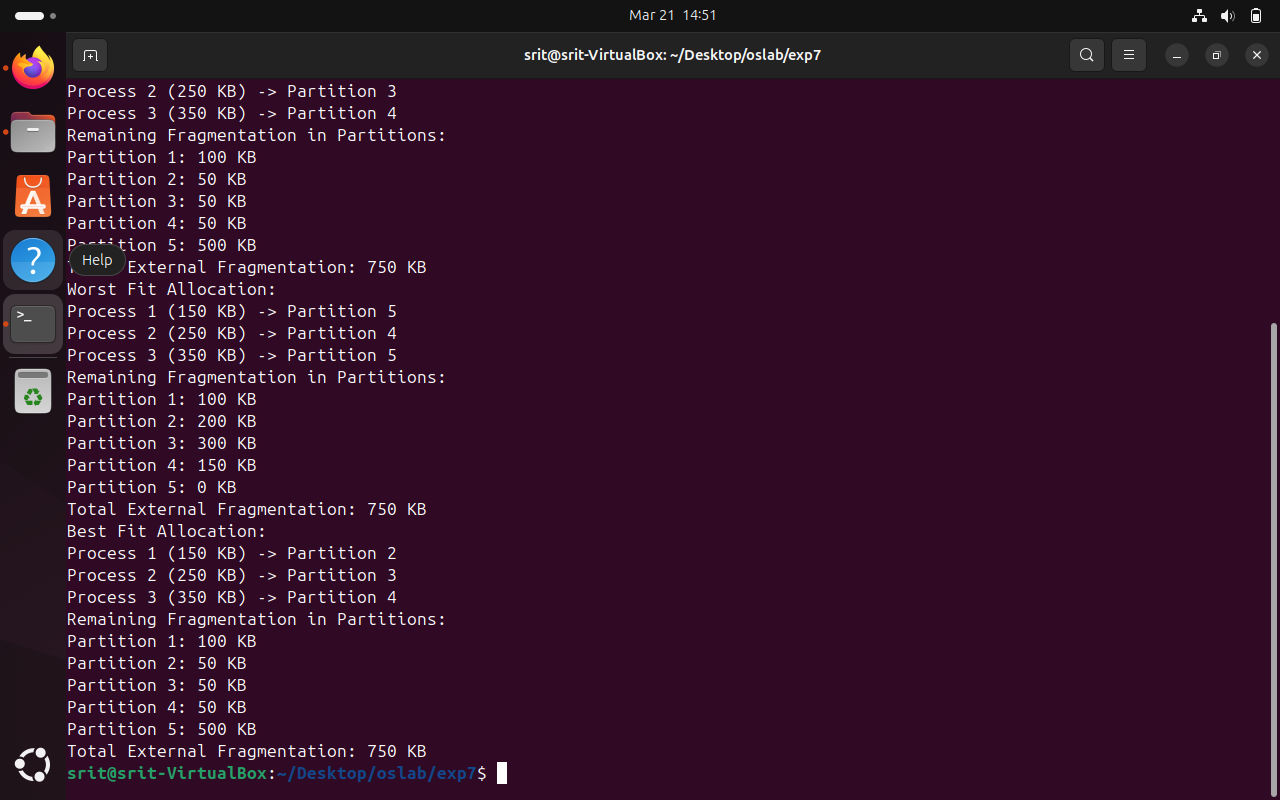 Mar 21 14:51
srit@srit-VirtualBox: ~/Desktop/oslab/exp7
Process 2 (250 KB) -> Partition 3
Process 3 (350 KB) -> Partition 4
Remaining Fragmentation in Partitions:
Partition 1: 100 KB
Partition 2: 50 KB
Partition 3: 50 KB
Partition 4: 50 KB
Partition 5: 500 KB
Help
External Fragmentation: 750 KB
Worst Fit Allocation:
Process 1 (150 KB) -> Partition 5
Process 2 (250 KB) -> Partition 4
Process 3 (350 KB) -> Partition 5
Remaining Fragmentation in Partitions:
Partition 1: 100 KB
Partition 2: 200 KB
Partition 3: 300 KB
Partition 4: 150 KB
Partition 5: 0 KB
Total External Fragmentation: 750 KB
Best Fit Allocation:
Process 1 (150 KB) -> Partition 2
Process 2 (250 KB) -> Partition 3
Process 3 (350 KB) -> Partition 4
Remaining Fragmentation in Partitions:
Partition 1: 100 KB
Partition 2: 50 KB
Partition 3: 50 KB
Partition 4: 50 KB
Partition 5: 500 KB
Total External Fragmentation: 750 KB
srit@srit-VirtualBox:~/Desktop/oslab/exp7$